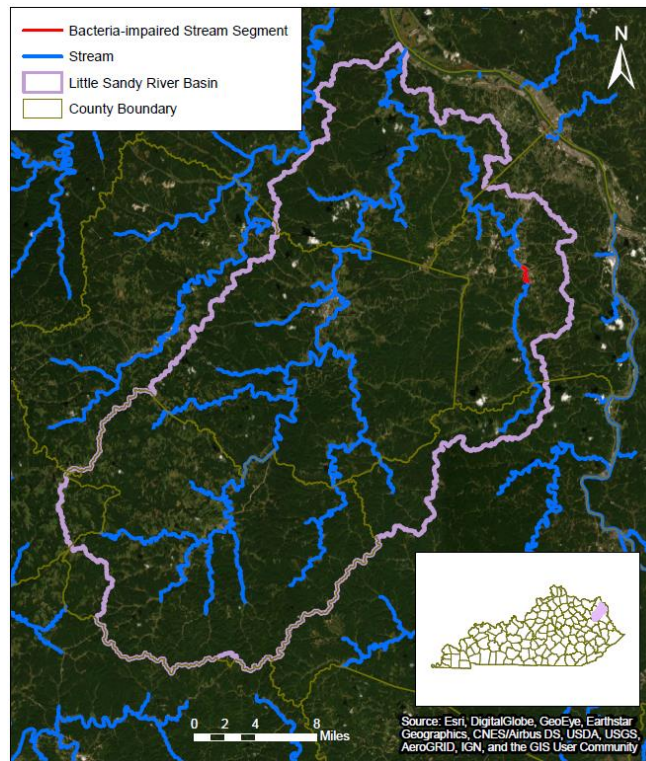 Bacteria-impaired Stream Segment
Stream
Little Sandy River Basin
County Boundary
N
0 2 4 8
Miles
Source: Esri, DigitalGlobe, GeoEye, Earthstar
Geographics, CNES/Airbus DS, USDA, USGS,
AeroGRID, IGN, and the GIS User Community